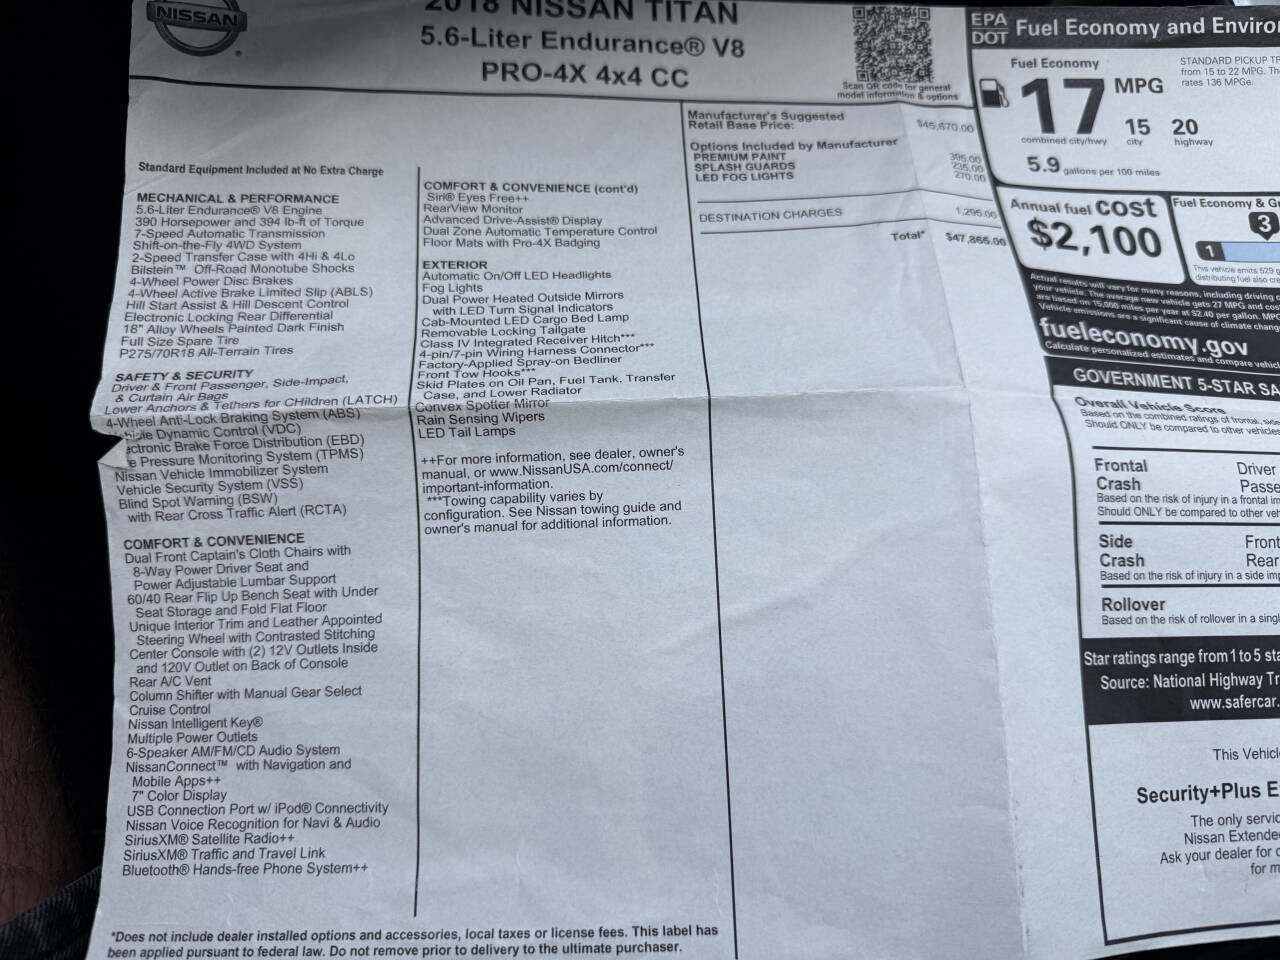 NISSAN
2018 NISSAN TITAN
5.6-Liter Endurance® V8
PRO-4X 4x4 CC
Scan QR code for general
model information & options
Standard Equipment Included at No Extra Charge
MECHANICAL & PERFORMANCE
5.6-Liter Endurance® V8 Engine
390 Horsepower and 394 lb-ft of Torque
7-Speed Automatic Transmission
Shift-on-the-Fly 4WD System
2-Speed Transfer Case with 4Hi & 4Lo
Bilstein™ Off-Road Monotube Shocks
4-Wheel Power Disc Brakes
4-Wheel Active Brake Limited Slip (ABLS)
Hill Start Assist & Hill Descent Control
Electronic Locking Rear Differential
18" Alloy Wheels Painted Dark Finish
Full Size Spare Tire
P275/70R18 All-Terrain Tires
SAFETY & SECURITY
Driver & Front Passenger, Side-Impact,
& Curtain Air Bags
Lower Anchors & Tethers for CHildren (LATCH)
4-Wheel Anti-Lock Braking System (ABS)
hicle Dynamic Control (VDC)
ectronic Brake Force Distribution (EBD)
e Pressure Monitoring System (TPMS)
Nissan Vehicle Immobilizer System
Vehicle Security System (VSS)
Blind Spot Warning (BSW)
with Rear Cross Traffic Alert (RCTA)
COMFORT & CONVENIENCE
Dual Front Captain's Cloth Chairs with
8-Way Power Driver Seat and
Power Adjustable Lumbar Support
60/40 Rear Flip Up Bench Seat with Under
Seat Storage and Fold Flat Floor
Unique Interior Trim and Leather Appointed
Steering Wheel with Contrasted Stitching
Center Console with (2) 12V Outlets Inside
and 120V Outlet on Back of Console
Rear A/C Vent
Column Shifter with Manual Gear Select
Cruise Control
Nissan Intelligent Key®
Multiple Power Outlets
6-Speaker AM/FM/CD Audio System
NissanConnect™ with Navigation and
Mobile Apps++
7" Color Display
USB Connection Port w/ iPod® Connectivity
Nissan Voice Recognition for Navi & Audio
SiriusXM® Satellite Radio++
SiriusXM® Traffic and Travel Link
Bluetooth® Hands-free Phone System++
COMFORT & CONVENIENCE (cont'd)
Siri® Eyes Free++
RearView Monitor
Advanced Drive-Assist® Display
Dual Zone Automatic Temperature Control
Floor Mats with Pro-4X Badging
EXTERIOR
Automatic On/Off LED Headlights
Fog Lights
Dual Power Heated Outside Mirrors
with LED Turn Signal Indicators
Cab-Mounted LED Cargo Bed Lamp
Removable Locking Tailgate
Class IV Integrated Receiver Hitch***
4-pin/7-pin Wiring Harness Connector***
Factory-Applied Spray-on Bedliner
Front Tow Hooks***
Skid Plates on Oil Pan, Fuel Tank, Transfer
Case, and Lower Radiator
Convex Spotter Mirror
Rain Sensing Wipers
LED Tail Lamps
++For more information, see dealer, owner's
manual, or www.NissanUSA.com/connect/
important-information.
***Towing capability varies by
configuration. See Nissan towing guide and
owner's manual for additional information.
*Does not include dealer installed options and accessories, local taxes or license fees. This label has
been applied pursuant to federal law. Do not remove prior to delivery to the ultimate purchaser.
Manufacturer's Suggested
Retail Base Price: $45,670.00
Options Included by Manufacturer
PREMIUM PAINT 395.00
SPLASH GUARDS 235.00
LED FOG LIGHTS 270.00
DESTINATION CHARGES 1,295.00
Total* $47,865.00
EPA
DOT Fuel Economy and Enviro
Fuel Economy
17 MPG
combined city/hwy
15 city
20 highway
STANDARD PICKUP TR
from 15 to 22 MPG. Th
rates 136 MPGe.
5.9 gallons per 100 miles
Annual fuel cost
$2,100
Fuel Economy & G
3
1
This vehicle emits 529 g
distributing fuel also cre
Actual results will vary for many reasons, including driving c
your vehicle. The average new vehicle gets 27 MPG and cos
are based on 15,000 miles per year at $2.40 per gallon. MPG
Vehicle emissions are a significant cause of climate chang
fueleconomy.gov
Calculate personalized estimates and compare vehicl
GOVERNMENT 5-STAR SA
Overall Vehicle Score
Based on the combined ratings of frontal, side
Should ONLY be compared to other vehicles
Frontal Driver
Crash Passe
Based on the risk of injury in a frontal im
Should ONLY be compared to other veh
Side Front
Crash Rear
Based on the risk of injury in a side imp
Rollover
Based on the risk of rollover in a singl
Star ratings range from 1 to 5 sta
Source: National Highway Tr
www.safercar.
This Vehicl
Security+Plus E
The only servic
Nissan Extende
Ask your dealer for c
for m